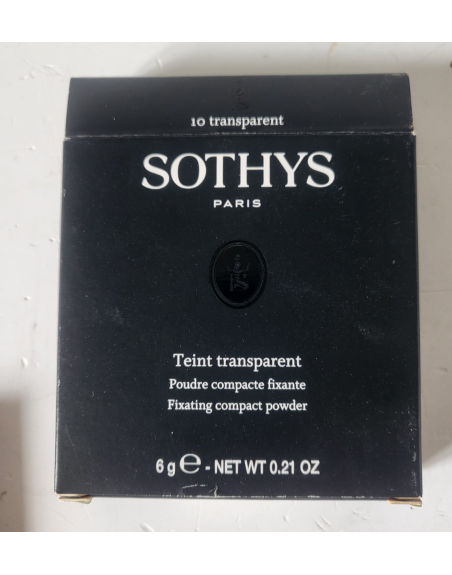 10 transparent
SOTHYS
PARIS
Teint transparent
Poudre compacte fixante
Fixating compact powder
6 g ℮ - NET WT 0.21 OZ